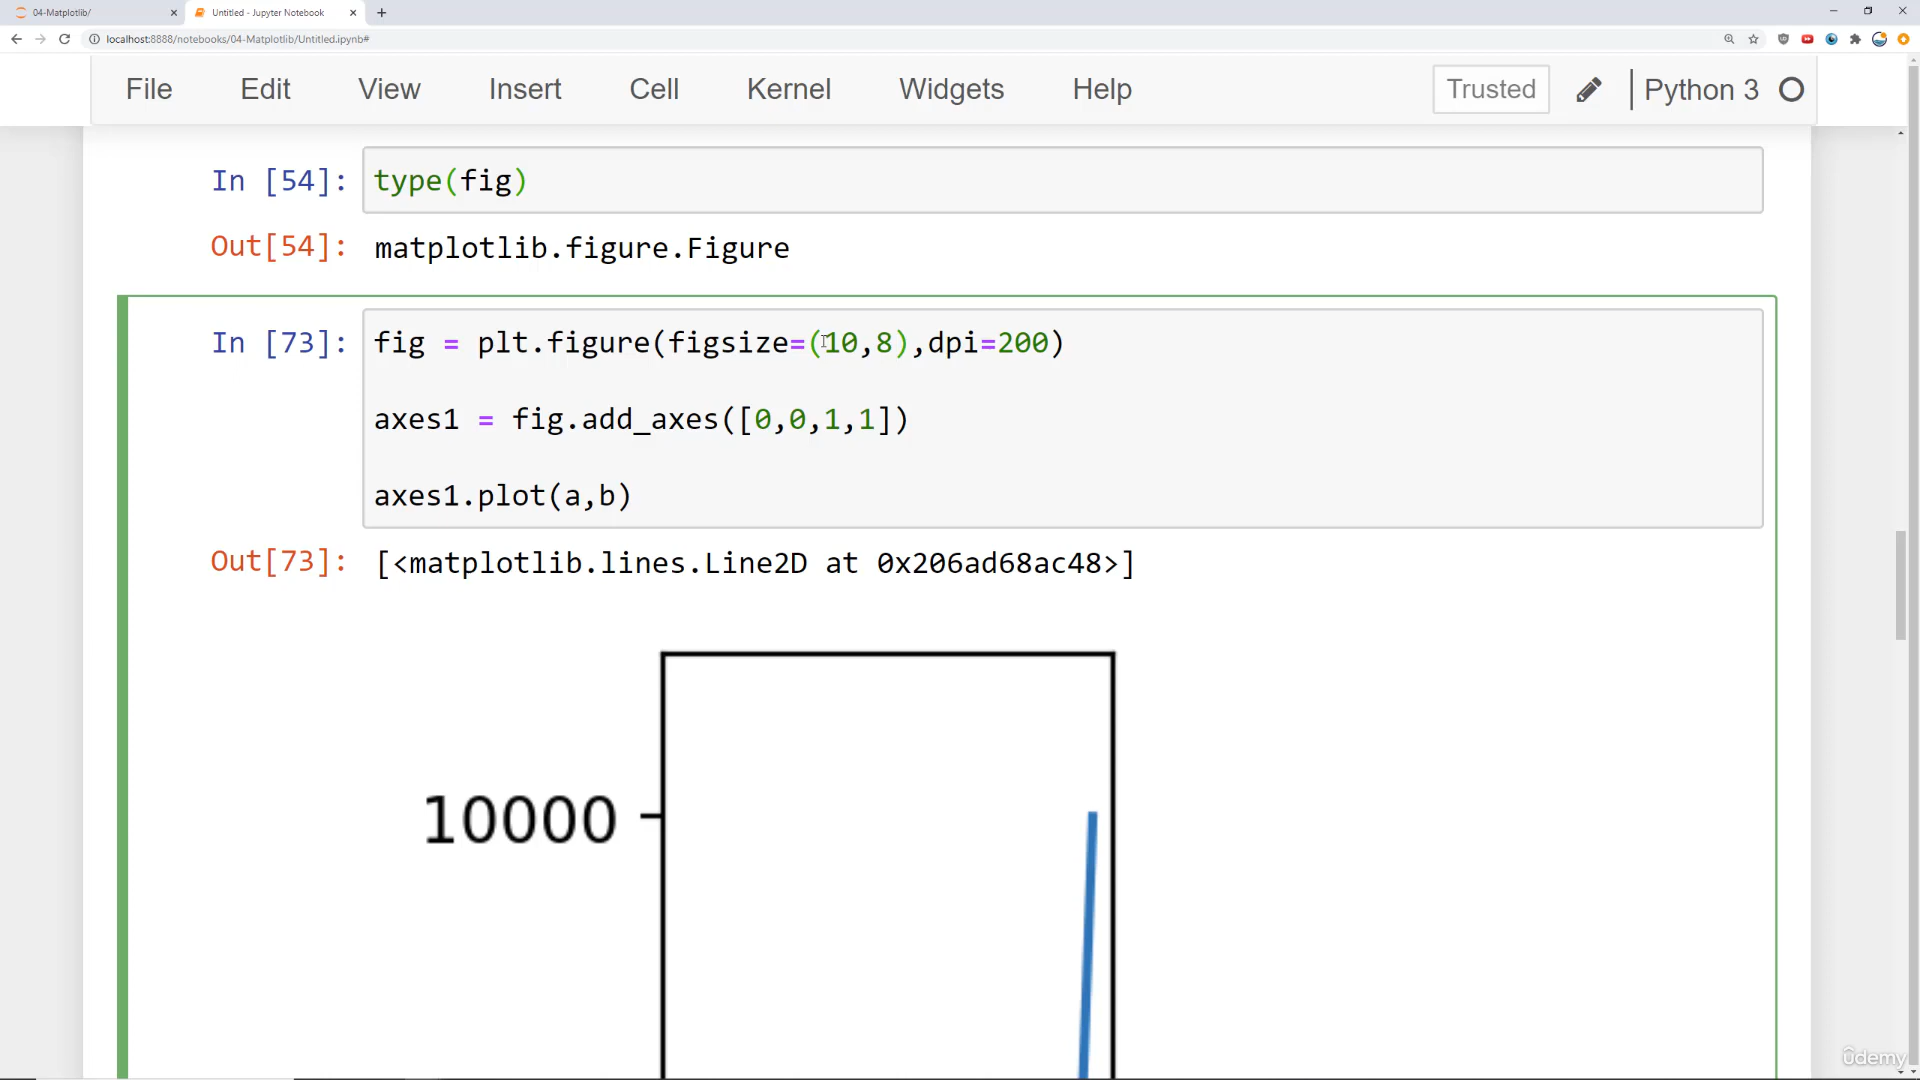 04-Matplotlib/
Untitled - Jupyter Notebook
localhost:8888/notebooks/04-Matplotlib/Untitled.ipynb#
File Edit View Insert Cell Kernel Widgets Help Trusted Python 3
In [54]: type(fig)
Out[54]: matplotlib.figure.Figure
In [73]: fig = plt.figure(figsize=(10,8),dpi=200)
axes1 = fig.add_axes([0,0,1,1])
axes1.plot(a,b)
Out[73]: [<matplotlib.lines.Line2D at 0x206ad68ac48>]
10000
ûdemy